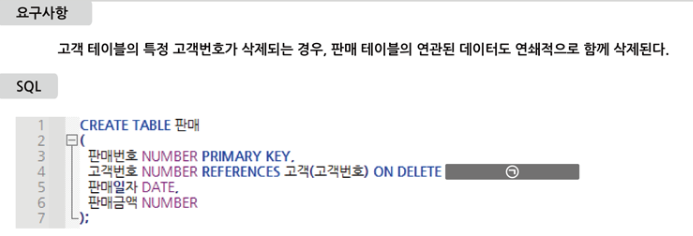 요구사항
고객 테이블의 특정 고객번호가 삭제되는 경우, 판매 테이블의 연관된 데이터도 연쇄적으로 함께 삭제된다.
SQL
1 CREATE TABLE 판매
2 (
3 판매번호 NUMBER PRIMARY KEY,
4 고객번호 NUMBER REFERENCES 고객(고객번호) ON DELETE ㉠
5 판매일자 DATE,
6 판매금액 NUMBER
7 );